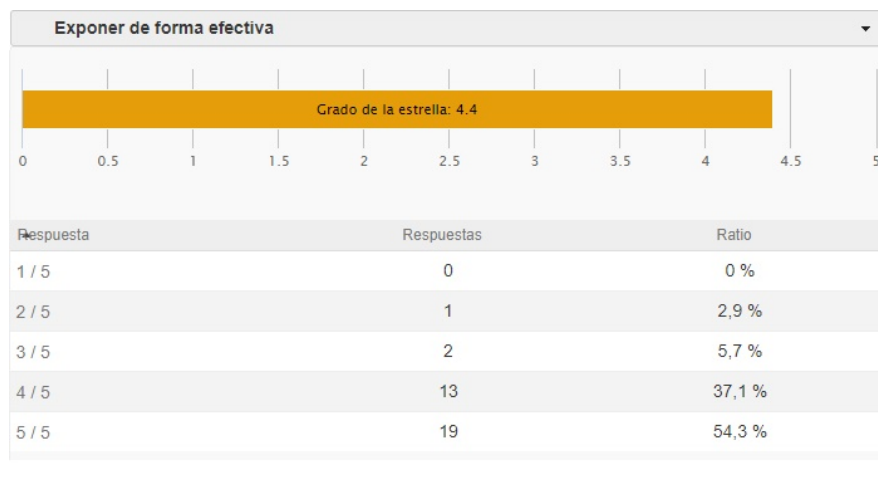 Exponer de forma efectiva
Grado de la estrella: 4.4
0 0.5 1 1.5 2 2.5 3 3.5 4 4.5 5
Respuesta Respuestas Ratio
1 / 5 0 0 %
2 / 5 1 2,9 %
3 / 5 2 5,7 %
4 / 5 13 37,1 %
5 / 5 19 54,3 %